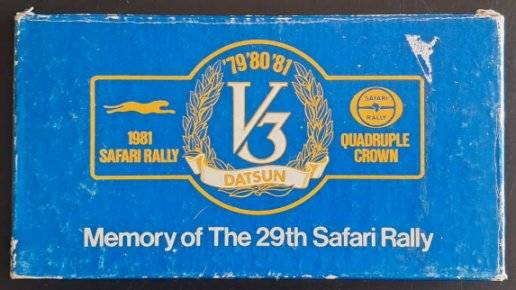 '79 '80 '81
V3
DATSUN
1981
SAFARI RALLY
SAFARI
RALLY
QUADRUPLE
CROWN
Memory of The 29th Safari Rally